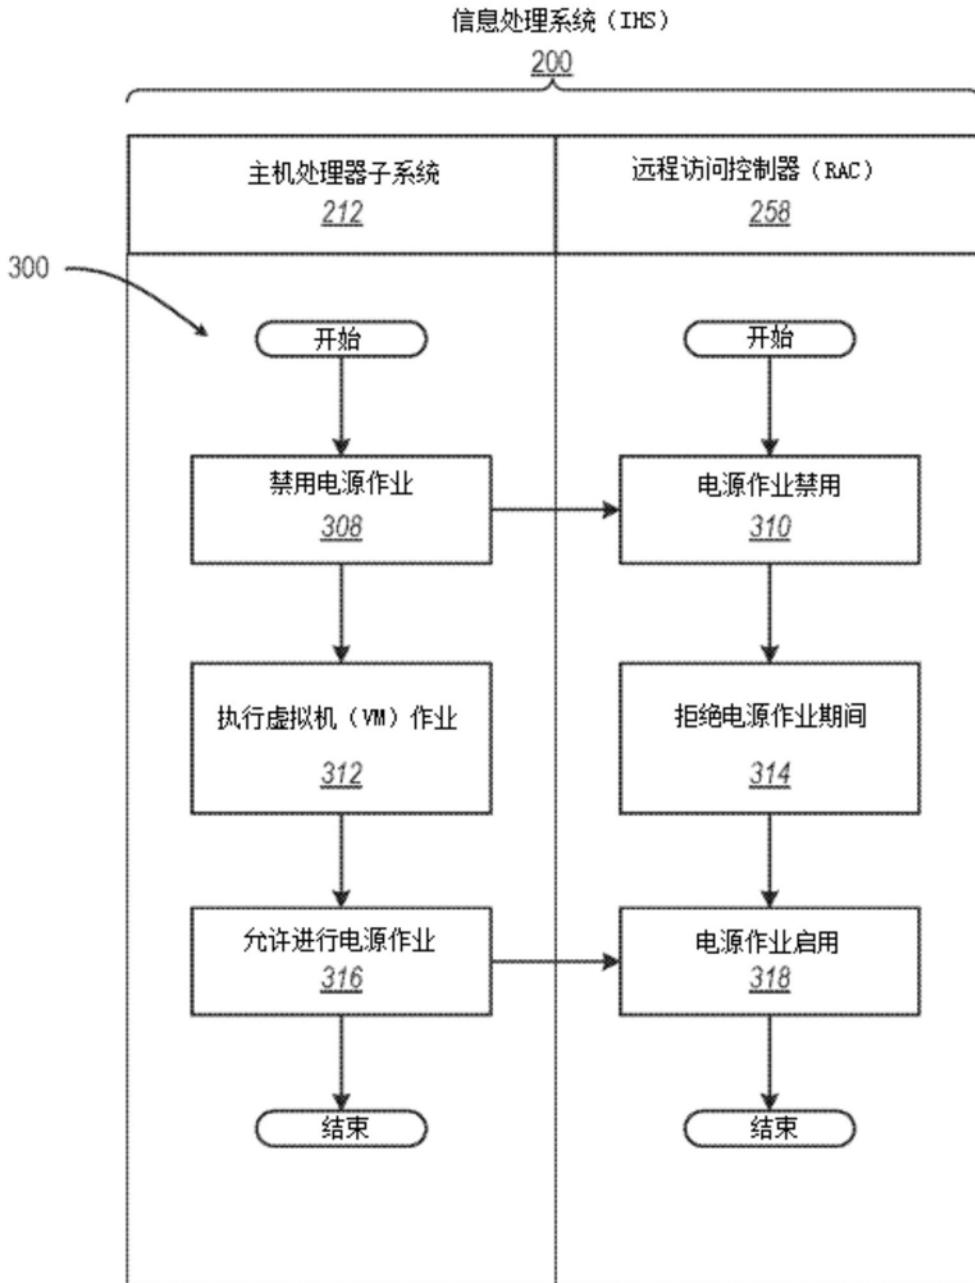 信息处理系统（IHS）
200
主机处理器子系统
212
远程访问控制器（RAC）
258
300
开始
开始
禁用电源作业
308
电源作业禁用
310
执行虚拟机（VM）作业
312
拒绝电源作业期间
314
允许进行电源作业
316
电源作业启用
318
结束
结束